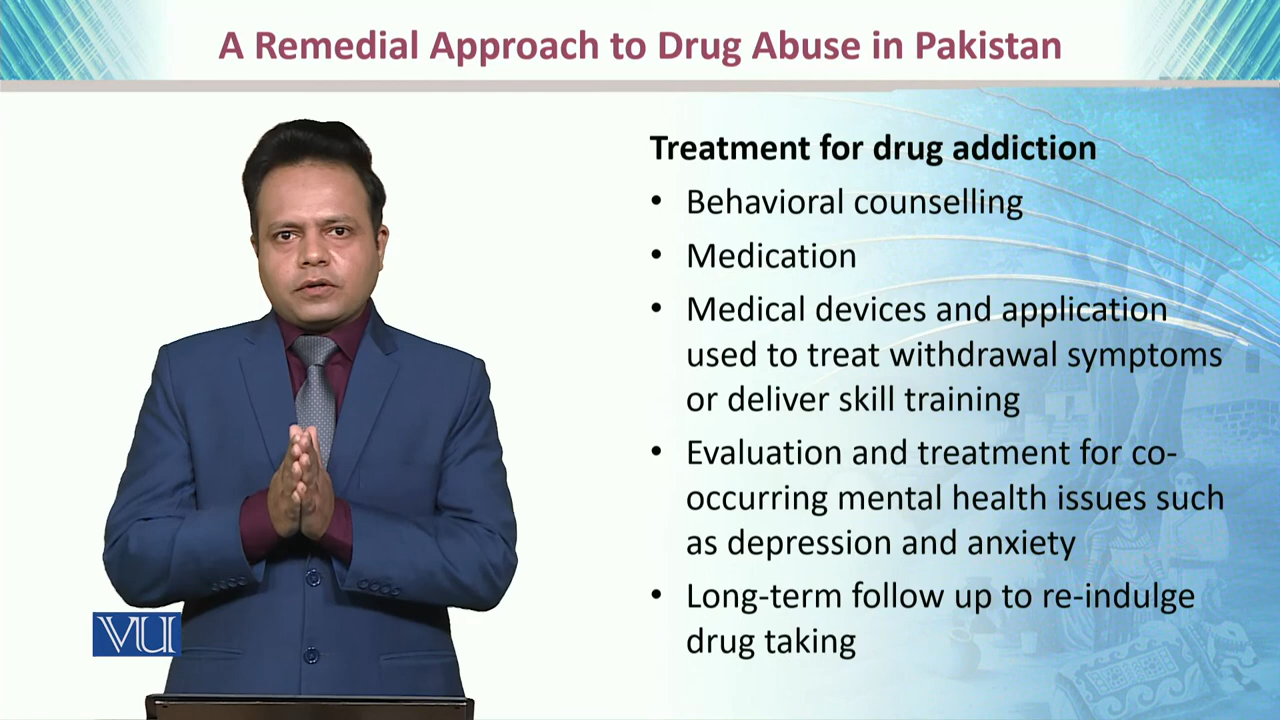 A Remedial Approach to Drug Abuse in Pakistan
Treatment for drug addiction
• Behavioral counselling
• Medication
• Medical devices and application
used to treat withdrawal symptoms
or deliver skill training
• Evaluation and treatment for co-
occurring mental health issues such
as depression and anxiety
• Long-term follow up to re-indulge
drug taking
VU